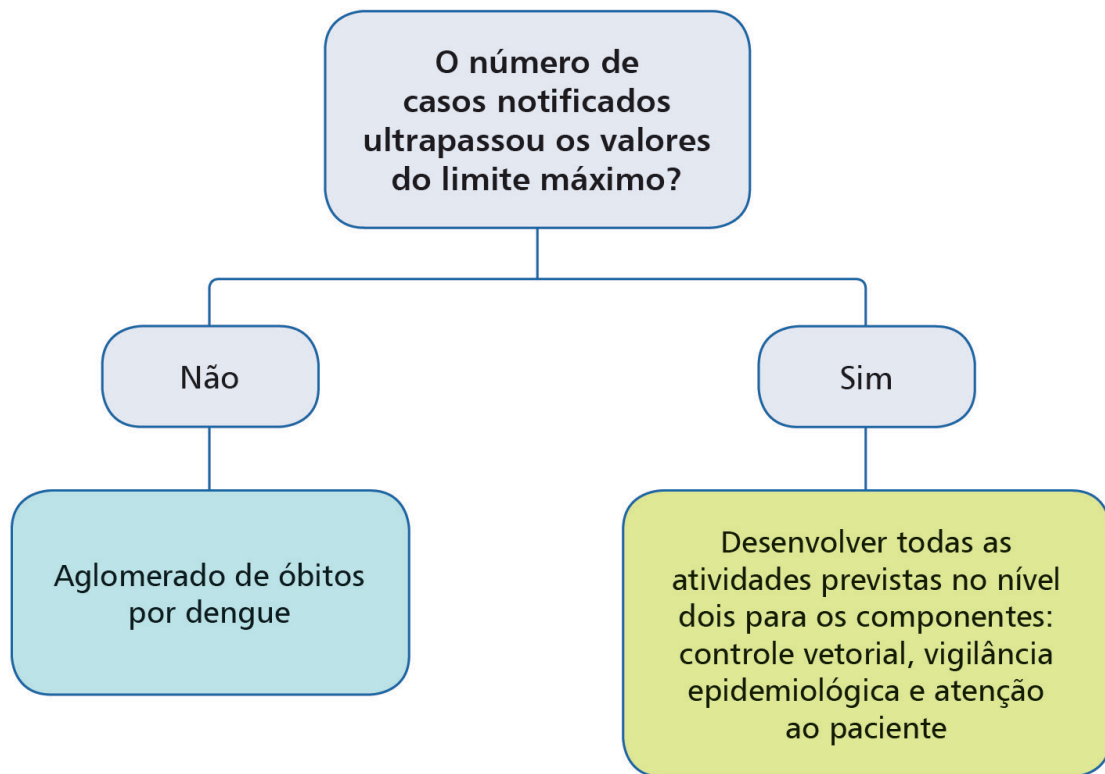 O número de
casos notificados
ultrapassou os valores
do limite máximo?
Não
Sim
Aglomerado de óbitos
por dengue
Desenvolver todas as
atividades previstas no nível
dois para os componentes:
controle vetorial, vigilância
epidemiológica e atenção
ao paciente